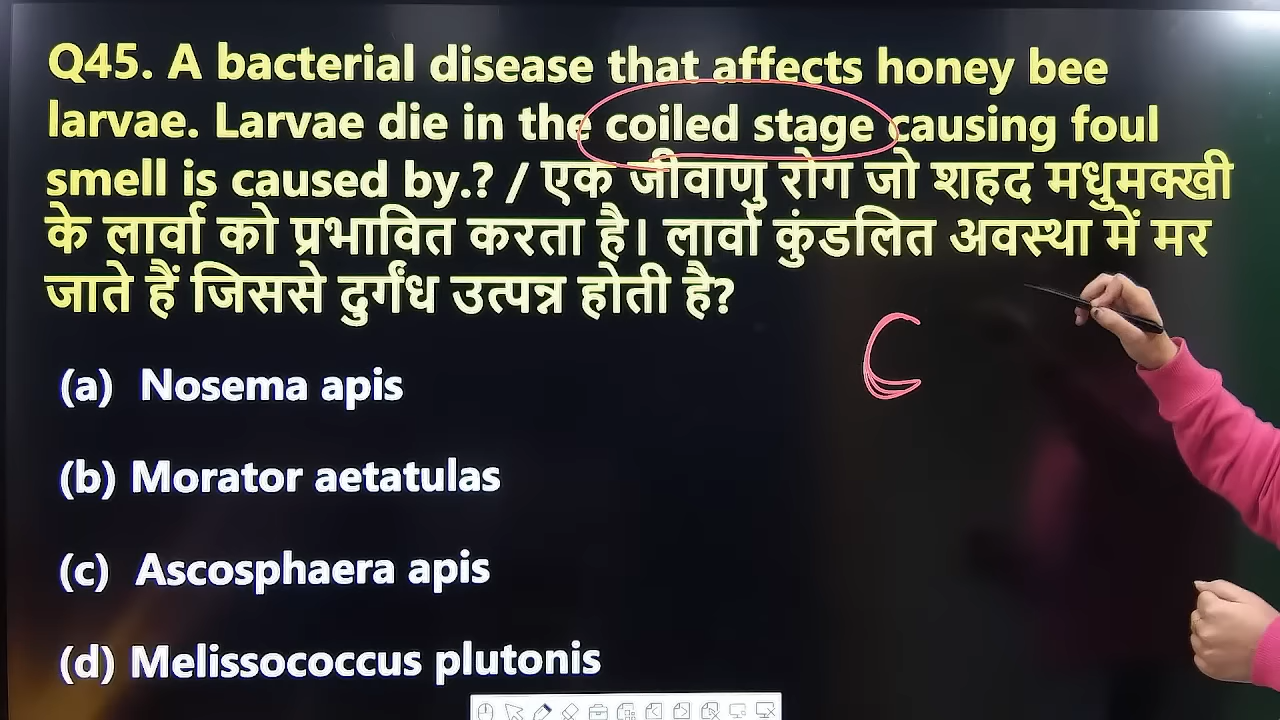 Q45. A bacterial disease that affects honey bee
larvae. Larvae die in the coiled stage causing foul
smell is caused by.? / एक जीवाणु रोग जो शहद मधुमक्खी
के लार्वा को प्रभावित करता है। लार्वा कुंडलित अवस्था में मर
जाते हैं जिससे दुर्गंध उत्पन्न होती है?
C
(a) Nosema apis
(b) Morator aetatulas
(c) Ascosphaera apis
(d) Melissococcus plutonis